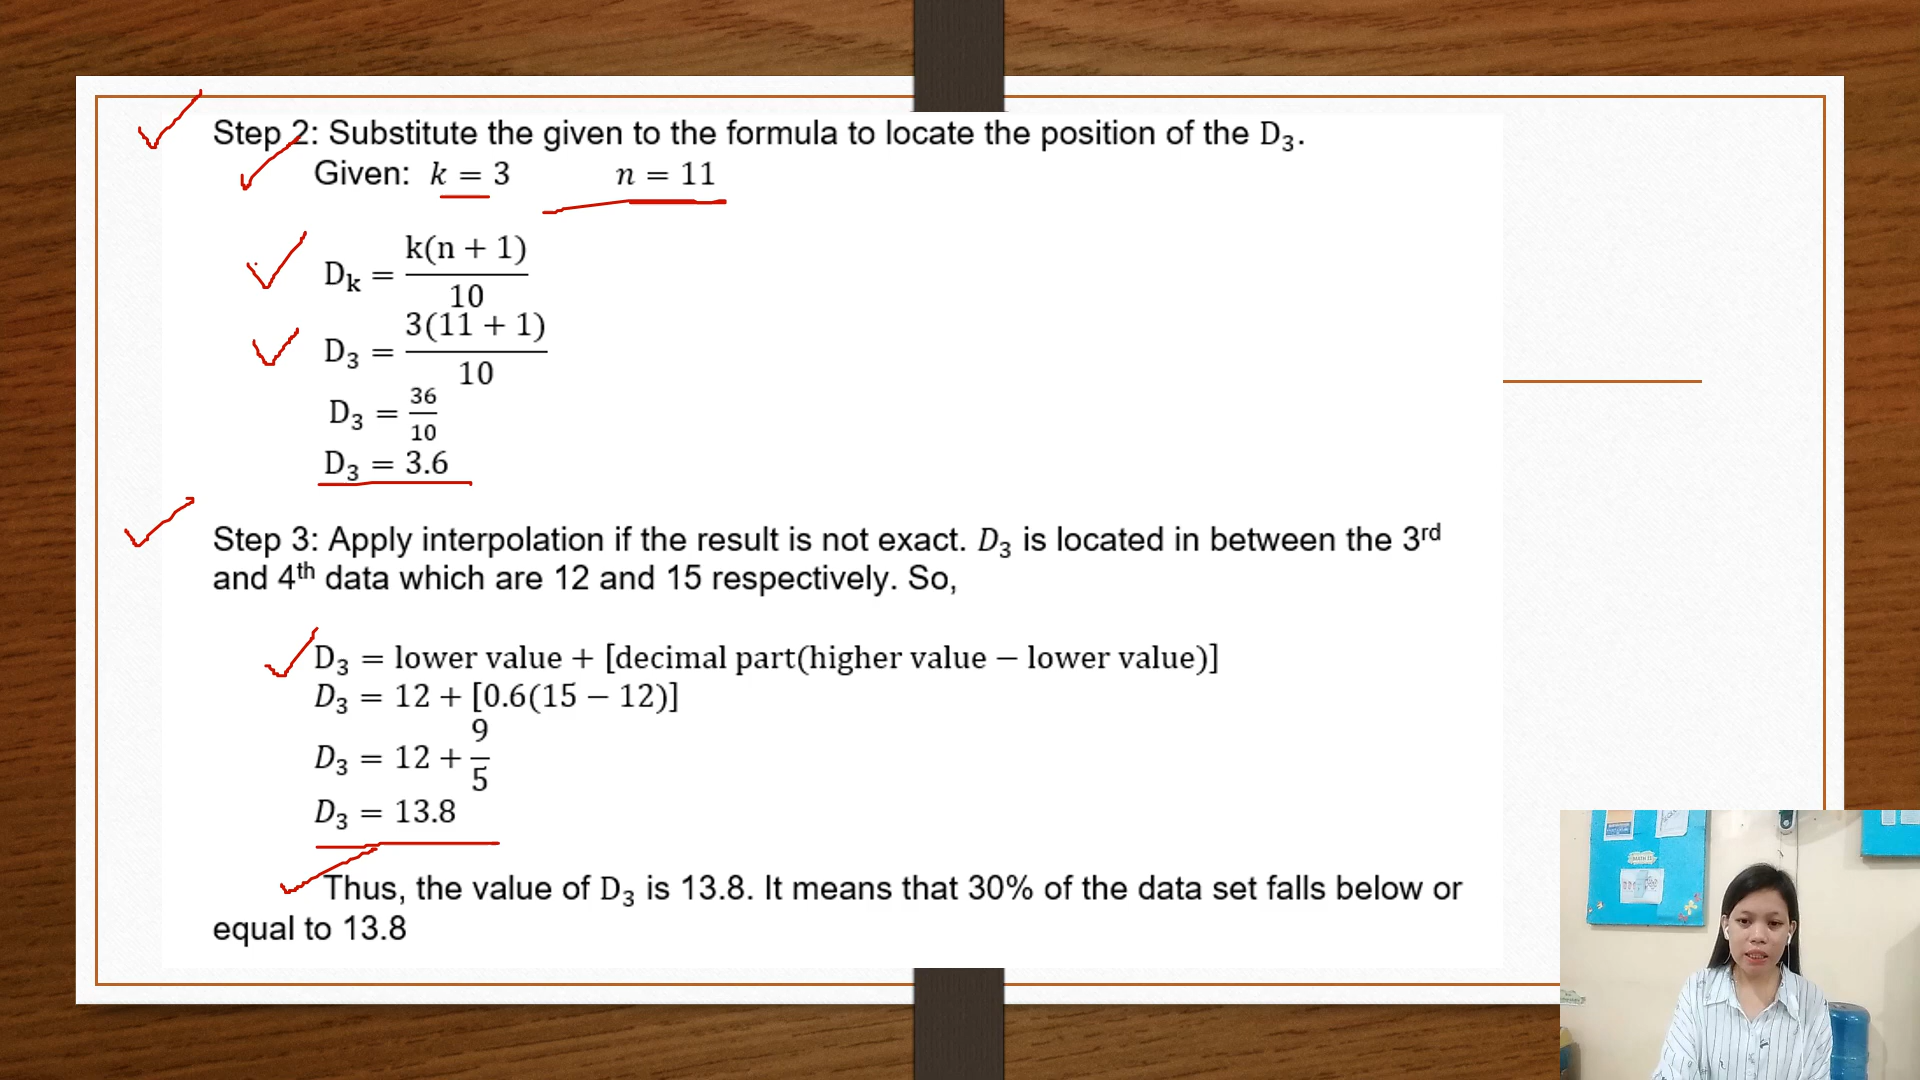 Step 2: Substitute the given to the formula to locate the position of the D₃.
Given: k = 3 n = 11
Dₖ = k(n + 1) / 10
D₃ = 3(11 + 1) / 10
D₃ = 36 / 10
D₃ = 3.6
Step 3: Apply interpolation if the result is not exact. D₃ is located in between the 3rd
and 4th data which are 12 and 15 respectively. So,
D₃ = lower value + [decimal part(higher value − lower value)]
D₃ = 12 + [0.6(15 − 12)]
D₃ = 12 + 9 / 5
D₃ = 13.8
Thus, the value of D₃ is 13.8. It means that 30% of the data set falls below or
equal to 13.8